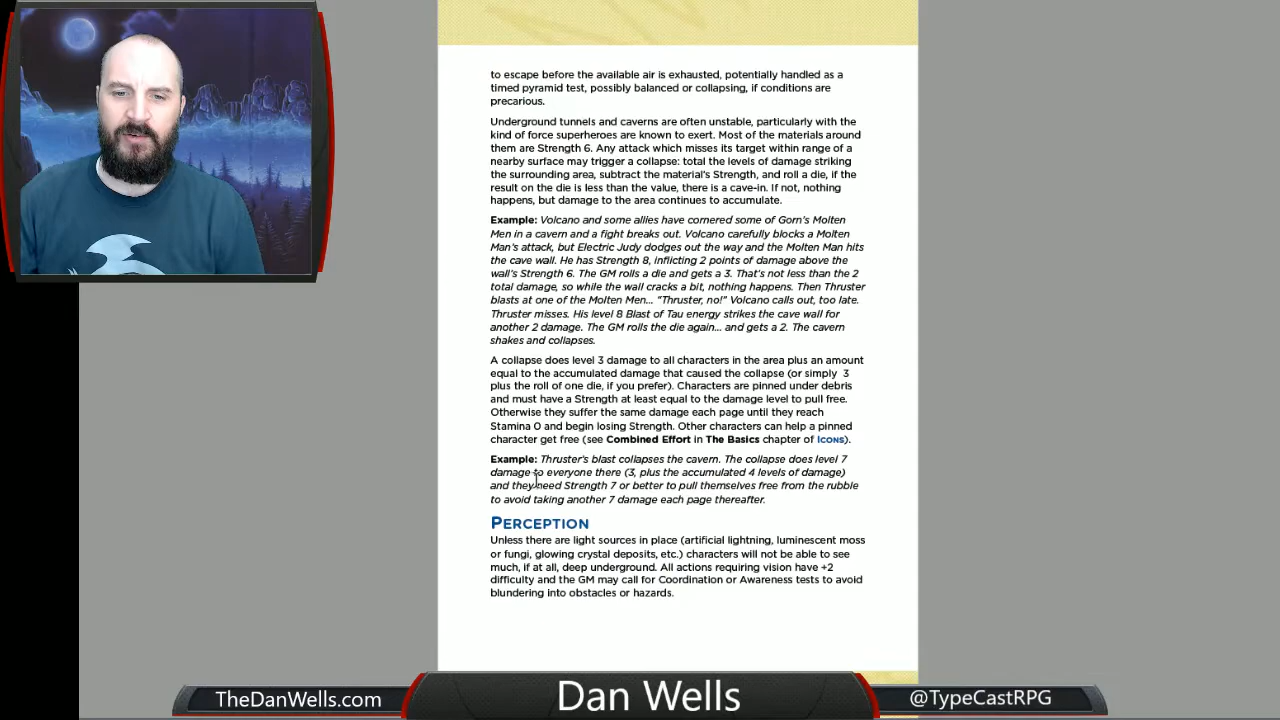 to escape before the available air is exhausted, potentially handled as a
timed pyramid test, possibly balanced or collapsing, if conditions are
precarious.
Underground tunnels and caverns are often unstable, particularly with the
kind of force superheroes are known to exert. Most of the materials around
them are Strength 6. Any attack which misses its target within range of a
nearby surface may trigger a collapse: total the levels of damage striking
the surrounding area, subtract the material's Strength, and roll a die, if the
result on the die is less than the value, there is a cave-in. If not, nothing
happens, but damage to the area continues to accumulate.
Example: Volcano and some allies have cornered some of Gorn's Molten
Men in a cavern and a fight breaks out. Volcano carefully blocks a Molten
Man's attack, but Electric Judy dodges out the way and the Molten Man hits
the cave wall. He has Strength 8, inflicting 2 points of damage above the
wall's Strength 6. The GM rolls a die and gets a 3. That's not less than the 2
total damage, so while the wall cracks a bit, nothing happens. Then Thruster
blasts at one of the Molten Men... "Thruster, no!" Volcano calls out, too late.
Thruster misses. His level 8 Blast of Tau energy strikes the cave wall for
another 2 damage. The GM rolls the die again... and gets a 2. The cavern
shakes and collapses.
A collapse does level 3 damage to all characters in the area plus an amount
equal to the accumulated damage that caused the collapse (or simply 3
plus the roll of one die, if you prefer). Characters are pinned under debris
and must have a Strength at least equal to the damage level to pull free.
Otherwise they suffer the same damage each page until they reach
Stamina 0 and begin losing Strength. Other characters can help a pinned
character get free (see Combined Effort in The Basics chapter of ICONS).
Example: Thruster's blast collapses the cavern. The collapse does level 7
damage to everyone there (3, plus the accumulated 4 levels of damage)
and they need Strength 7 or better to pull themselves free from the rubble
to avoid taking another 7 damage each page thereafter.
PERCEPTION
Unless there are light sources in place (artificial lightning, luminescent moss
or fungi, glowing crystal deposits, etc.) characters will not be able to see
much, if at all, deep underground. All actions requiring vision have +2
difficulty and the GM may call for Coordination or Awareness tests to avoid
blundering into obstacles or hazards.
TheDanWells.com
Dan Wells
@TypeCastRPG